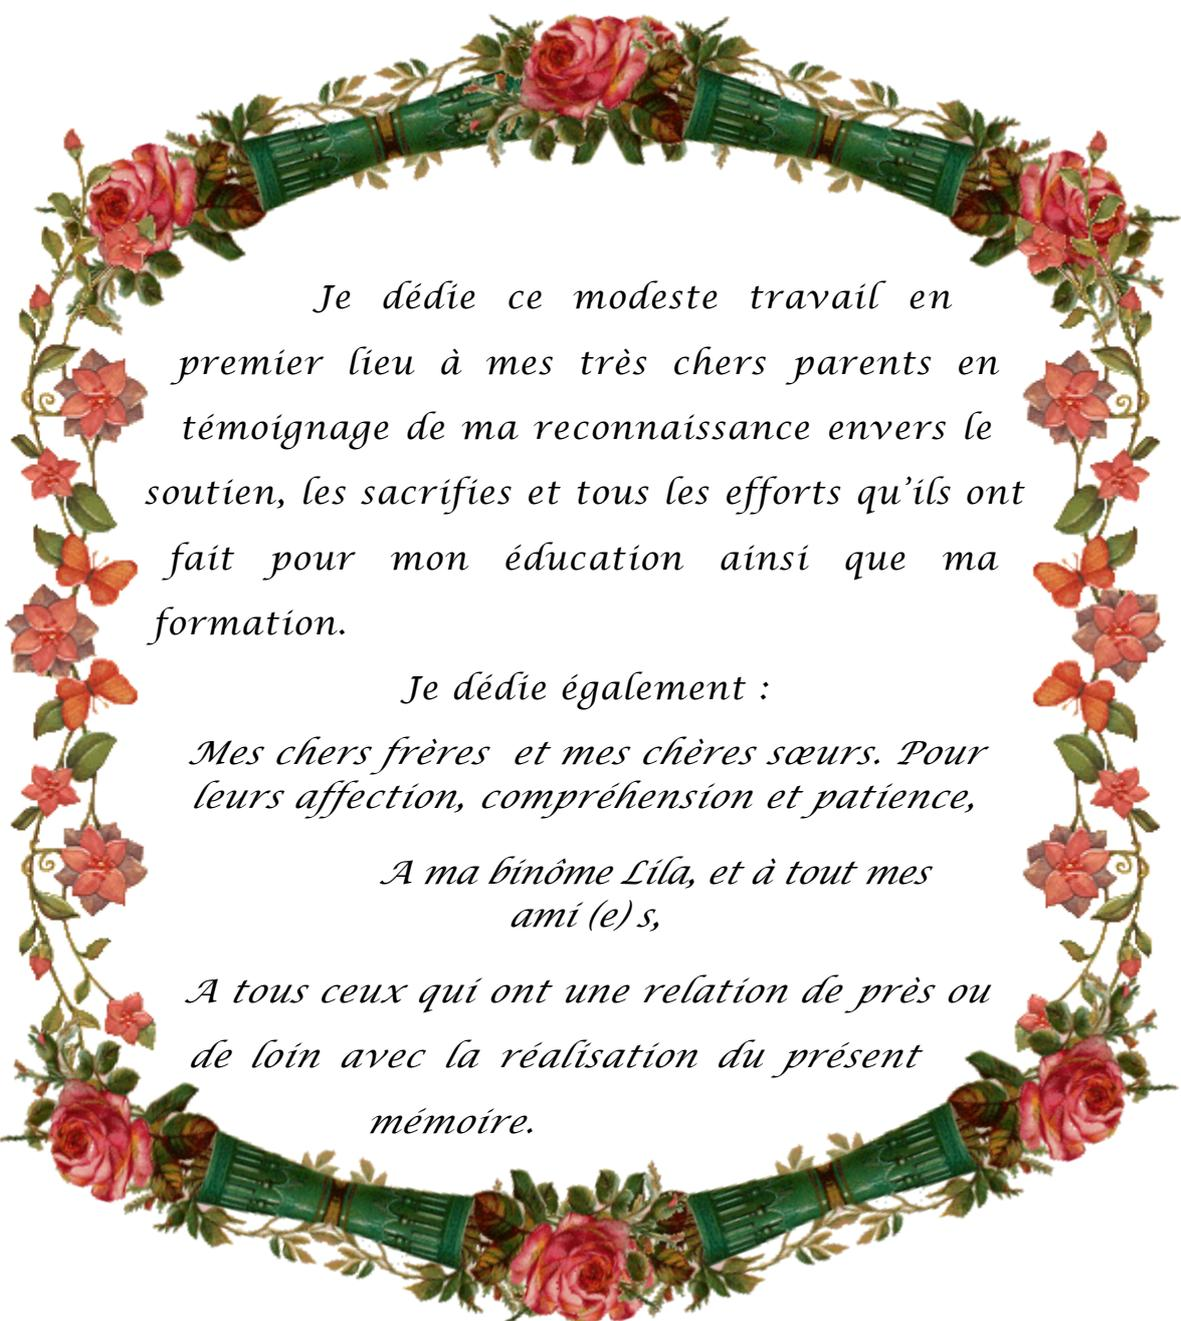 Je dédie ce modeste travail en
premier lieu à mes très chers parents en
témoignage de ma reconnaissance envers le
soutien, les sacrifies et tous les efforts qu’ils ont
fait pour mon éducation ainsi que ma
formation.
Je dédie également :
Mes chers frères et mes chères sœurs. Pour
leurs affection, compréhension et patience,
A ma binôme Lila, et à tout mes
ami (e) s,
A tous ceux qui ont une relation de près ou
de loin avec la réalisation du présent
mémoire.